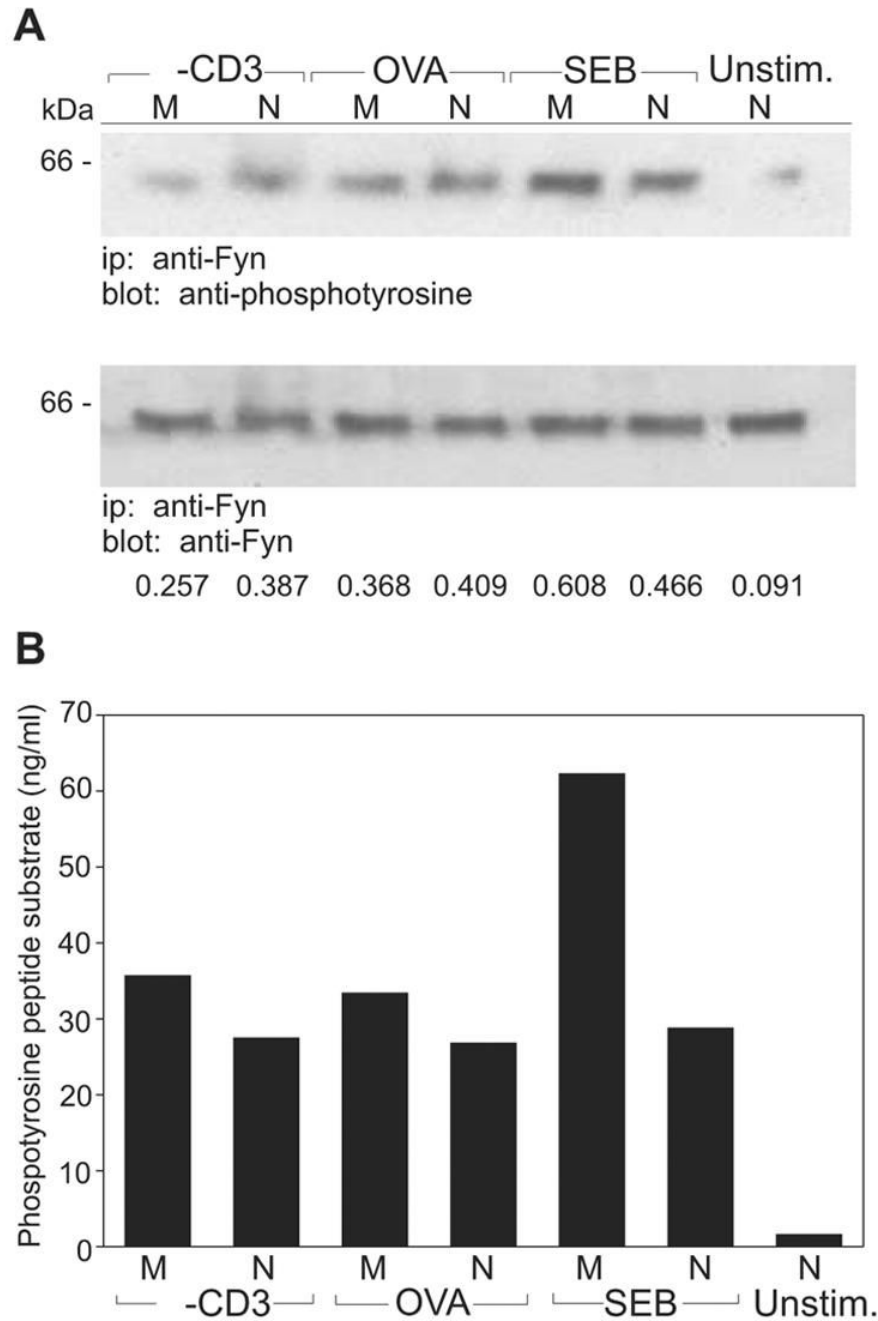 A
-CD3 OVA SEB Unstim.
kDa M N M N M N N
66 -
ip: anti-Fyn
blot: anti-phosphotyrosine
66 -
ip: anti-Fyn
blot: anti-Fyn
0.257 0.387 0.368 0.409 0.608 0.466 0.091
B
Phospotyrosine peptide substrate (ng/ml)
70
60
50
40
30
20
10
0
M N M N M N N
-CD3 OVA SEB Unstim.